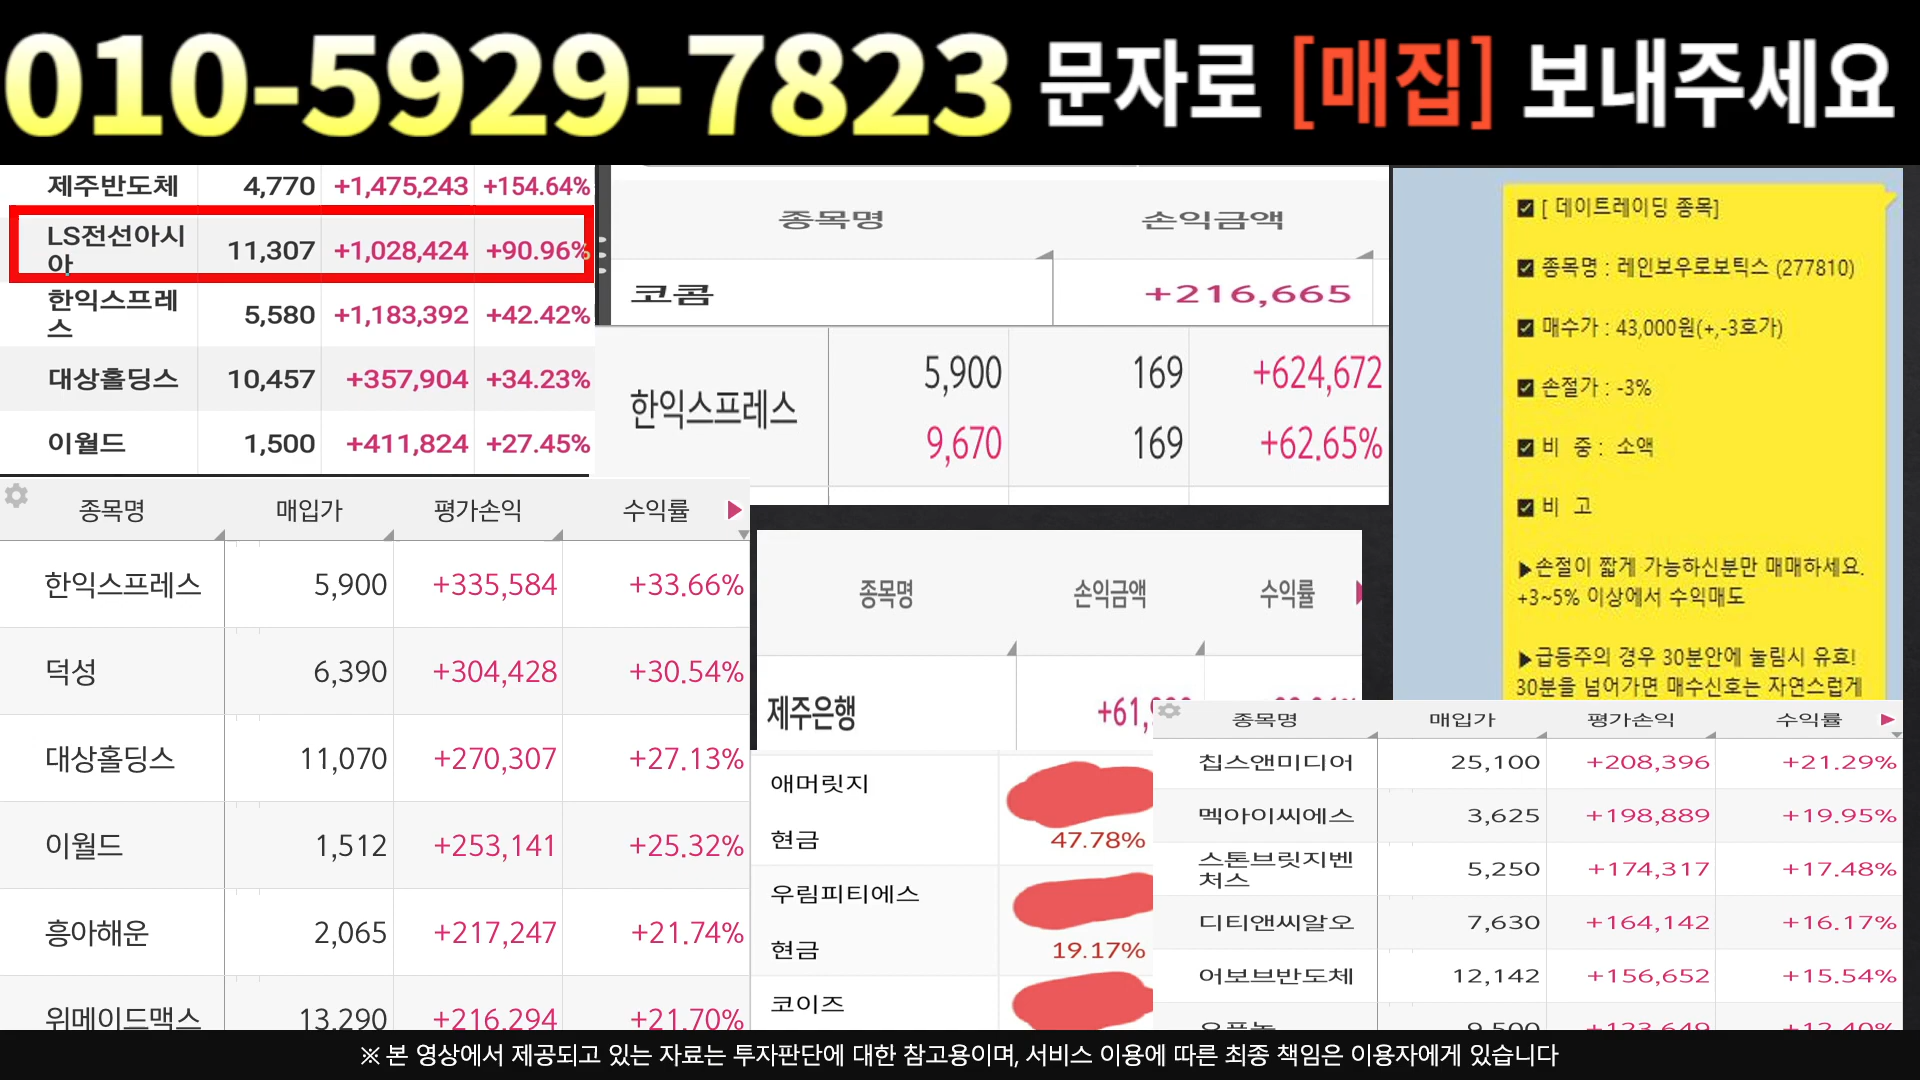 010-5929-7823 문자로 [매집] 보내주세요
제주반도체 4,770 +1,475,243 +154.64%
LS전선아시아 11,307 +1,028,424 +90.96%
한익스프레스 5,580 +1,183,392 +42.42%
대상홀딩스 10,457 +357,904 +34.23%
이월드 1,500 +411,824 +27.45%
종목명 손익금액
코콤 +216,665
한익스프레스 5,900 169 +624,672
9,670 169 +62.65%
☑ [ 데이트레이딩 종목]
☑ 종목명 : 레인보우로보틱스 (277810)
☑ 매수가 : 43,000원(+,-3호가)
☑ 손절가 : -3%
☑ 비 중 : 소액
☑ 비 고
▶손절이 짧게 가능하신분만 매매하세요.
+3~5% 이상에서 수익매도
▶급등주의 경우 30분안에 눌림시 유효!
30분을 넘어가면 매수신호는 자연스럽게
종목명 매입가 평가손익 수익률
한익스프레스 5,900 +335,584 +33.66%
덕성 6,390 +304,428 +30.54%
대상홀딩스 11,070 +270,307 +27.13%
이월드 1,512 +253,141 +25.32%
흥아해운 2,065 +217,247 +21.74%
위메이드맥스 13,290 +216,294 +21.70%
종목명 손익금액 수익률
제주은행 +61,
애머릿지
현금 47.78%
우림피티에스
현금 19.17%
코이즈
종목명 매입가 평가손익 수익률
칩스앤미디어 25,100 +208,396 +21.29%
멕아이씨에스 3,625 +198,889 +19.95%
스톤브릿지벤처스 5,250 +174,317 +17.48%
디티앤씨알오 7,630 +164,142 +16.17%
어보브반도체 12,142 +156,652 +15.54%
9,500 +123,649 +12.40%
※ 본 영상에서 제공되고 있는 자료는 투자판단에 대한 참고용이며, 서비스 이용에 따른 최종 책임은 이용자에게 있습니다